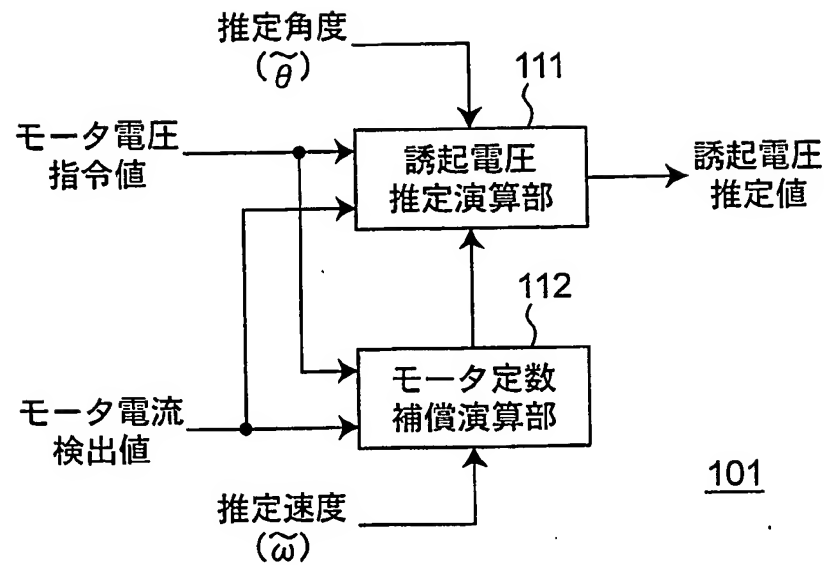 推定角度
(θ̃)
111
モータ電圧
指令値
誘起電圧
推定演算部
誘起電圧
推定値
112
モータ定数
補償演算部
モータ電流
検出値
101
推定速度
(ω̃)